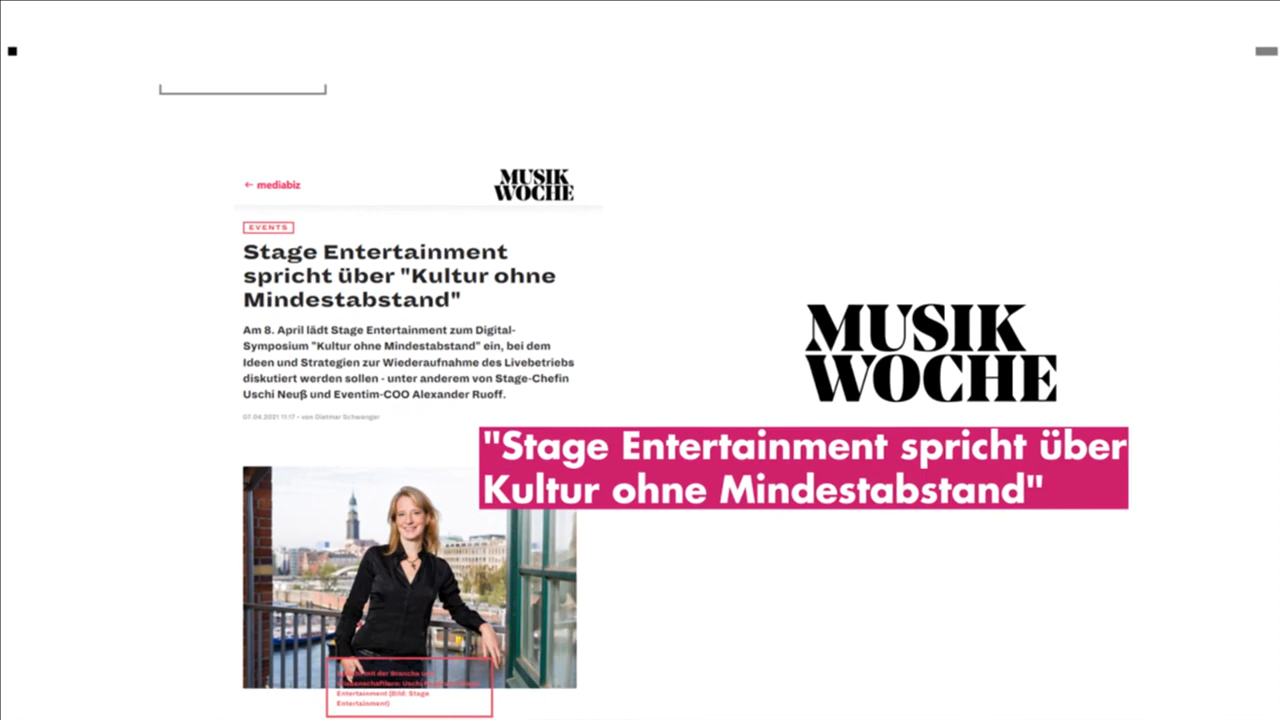 ← mediabiz
MUSIK
WOCHE
EVENTS
Stage Entertainment
spricht über "Kultur ohne
Mindestabstand"
Am 8. April lädt Stage Entertainment zum Digital-
Symposium "Kultur ohne Mindestabstand" ein, bei dem
Ideen und Strategien zur Wiederaufnahme des Livebetriebs
diskutiert werden sollen - unter anderem von Stage-Chefin
Uschi Neuß und Eventim-COO Alexander Ruoff.
07.04.2021 11:17 • von Dietmar Schwenger
MUSIK
WOCHE
"Stage Entertainment spricht über
Kultur ohne Mindestabstand"
mit der Branche
Entertainment (Bild: Stage
Entertainment)